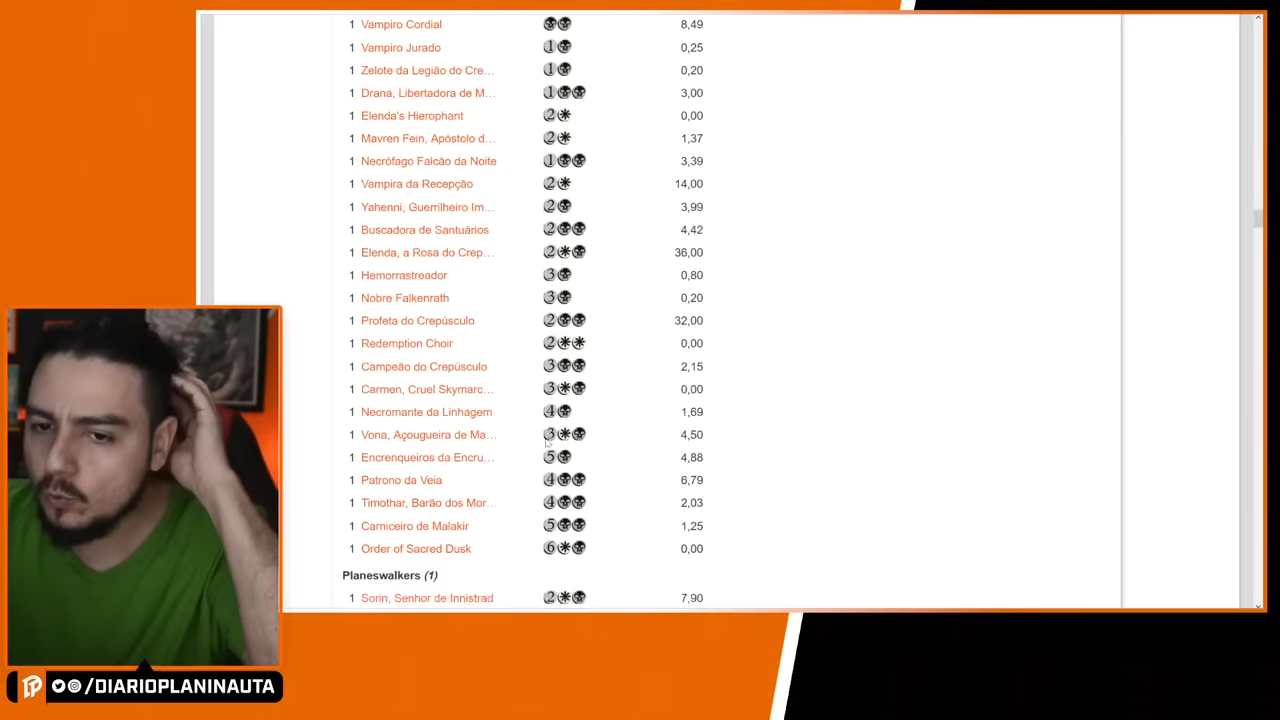 1 Vampiro Cordial 8,49
1 Vampiro Jurado 1 0,25
1 Zelote da Legião do Cre... 1 0,20
1 Drana, Libertadora de M... 1 3,00
1 Elenda's Hierophant 2 0,00
1 Mavren Fein, Apóstolo d... 2 1,37
1 Necrófago Falcão da Noite 1 3,39
1 Vampira da Recepção 2 14,00
1 Yahenni, Guerrilheiro Im... 2 3,99
1 Buscadora de Santuários 2 4,42
1 Elenda, a Rosa do Crep... 2 36,00
1 Hemorrastreador 3 0,80
1 Nobre Falkenrath 3 0,20
1 Profeta do Crepúsculo 2 32,00
1 Redemption Choir 2 0,00
1 Campeão do Crepúsculo 3 2,15
1 Carmen, Cruel Skymarc... 3 0,00
1 Necromante da Linhagem 4 1,69
1 Vona, Açougueira de Ma... 3 4,50
1 Encrenqueiros da Encru... 5 4,88
1 Patrono da Veia 4 6,79
1 Timothar, Barão dos Mor... 4 2,03
1 Carniceiro de Malakir 5 1,25
1 Order of Sacred Dusk 6 0,00
Planeswalkers (1)
1 Sorin, Senhor de Innistrad 2 7,90
/DIARIOPLANINAUTA